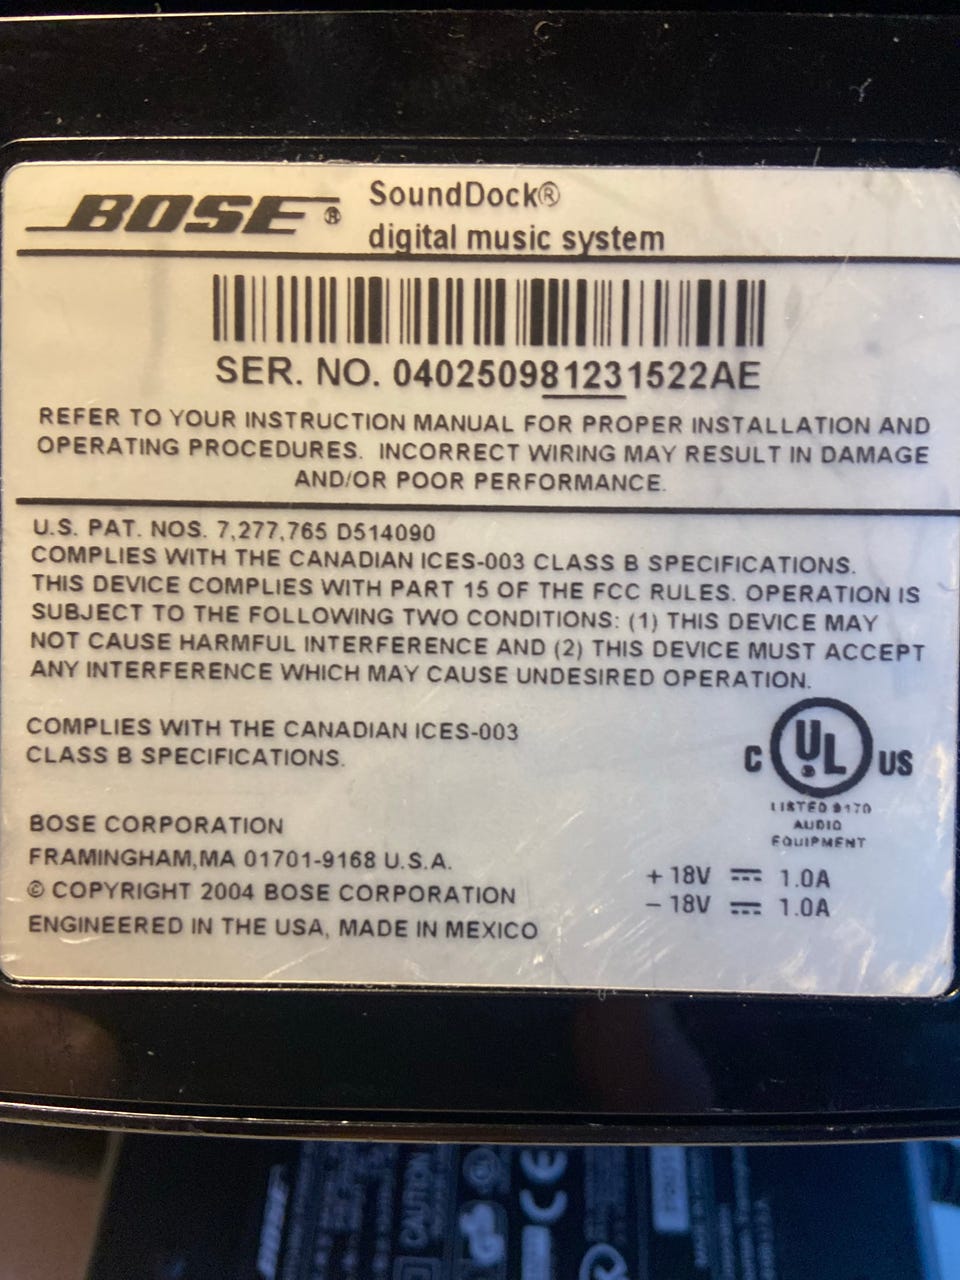 BOSE®
SoundDock®
digital music system
SER. NO. 040250981231522AE
REFER TO YOUR INSTRUCTION MANUAL FOR PROPER INSTALLATION AND
OPERATING PROCEDURES. INCORRECT WIRING MAY RESULT IN DAMAGE
AND/OR POOR PERFORMANCE.
U.S. PAT. NOS. 7,277,765 D514090
COMPLIES WITH THE CANADIAN ICES-003 CLASS B SPECIFICATIONS.
THIS DEVICE COMPLIES WITH PART 15 OF THE FCC RULES. OPERATION IS
SUBJECT TO THE FOLLOWING TWO CONDITIONS: (1) THIS DEVICE MAY
NOT CAUSE HARMFUL INTERFERENCE AND (2) THIS DEVICE MUST ACCEPT
ANY INTERFERENCE WHICH MAY CAUSE UNDESIRED OPERATION.
COMPLIES WITH THE CANADIAN ICES-003
CLASS B SPECIFICATIONS.
C UL US
LISTED 9170
AUDIO
EQUIPMENT
BOSE CORPORATION
FRAMINGHAM,MA 01701-9168 U.S.A.
© COPYRIGHT 2004 BOSE CORPORATION
ENGINEERED IN THE USA, MADE IN MEXICO
+ 18V ⎓ 1.0A
− 18V ⎓ 1.0A
BOSE
CAUTION
CE